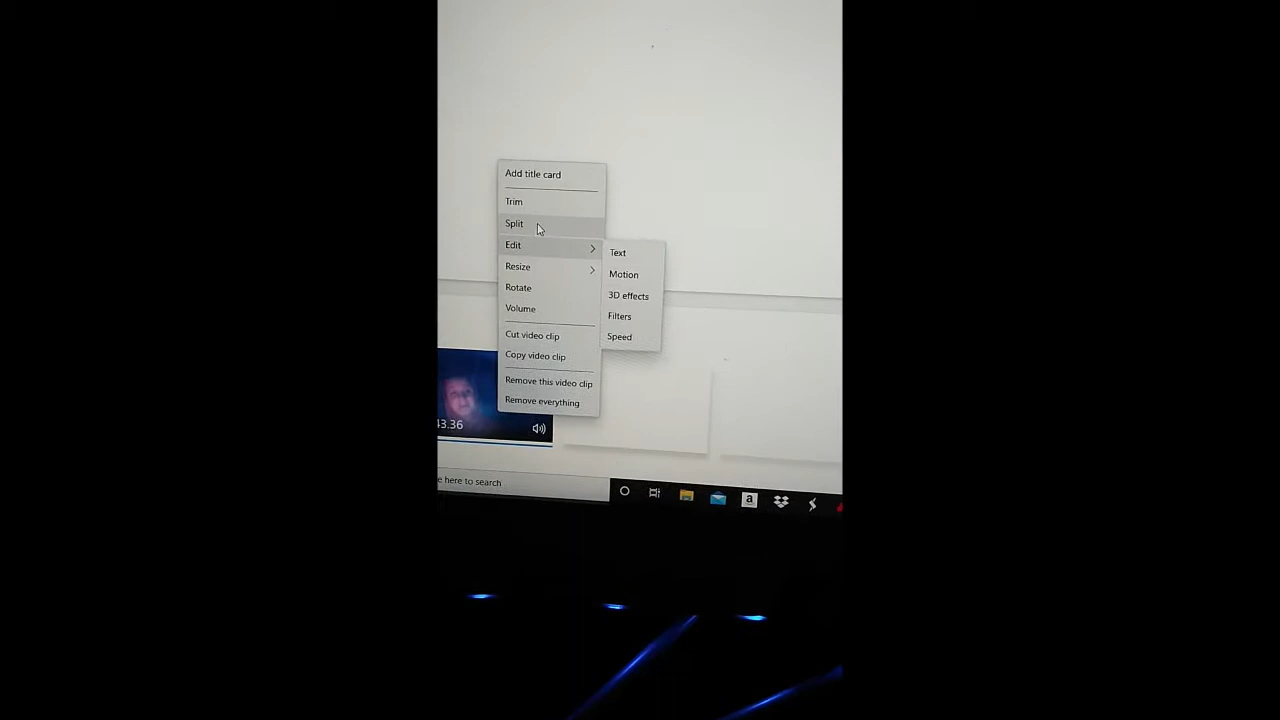 Add title card
Trim
Split
Edit
Text
Resize
Motion
Rotate
3D effects
Volume
Filters
Cut video clip
Speed
Copy video clip
Remove this video clip
Remove everything
43.36
e here to search
a